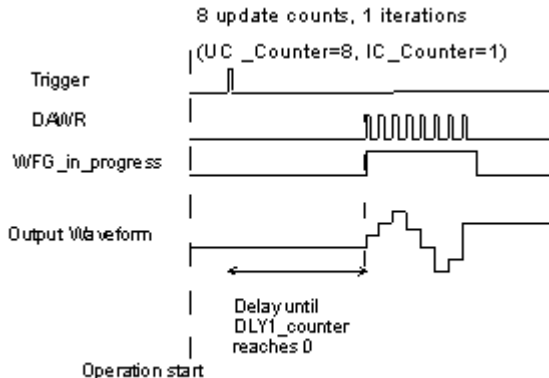 8 update counts, 1 iterations
(UC _Counter=8, IC_Counter=1)
Trigger
DAWR
WFG_in_progress
Output Waveform
Delay until
DLY1_counter
reaches 0
Operation start